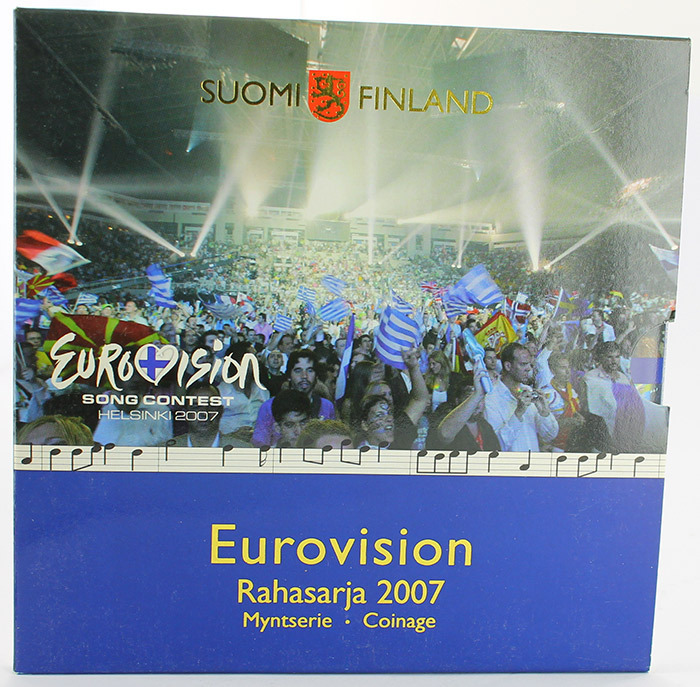 SUOMI FINLAND
EUROVISION
SONG CONTEST
HELSINKI 2007
Eurovision
Rahasarja 2007
Myntserie • Coinage